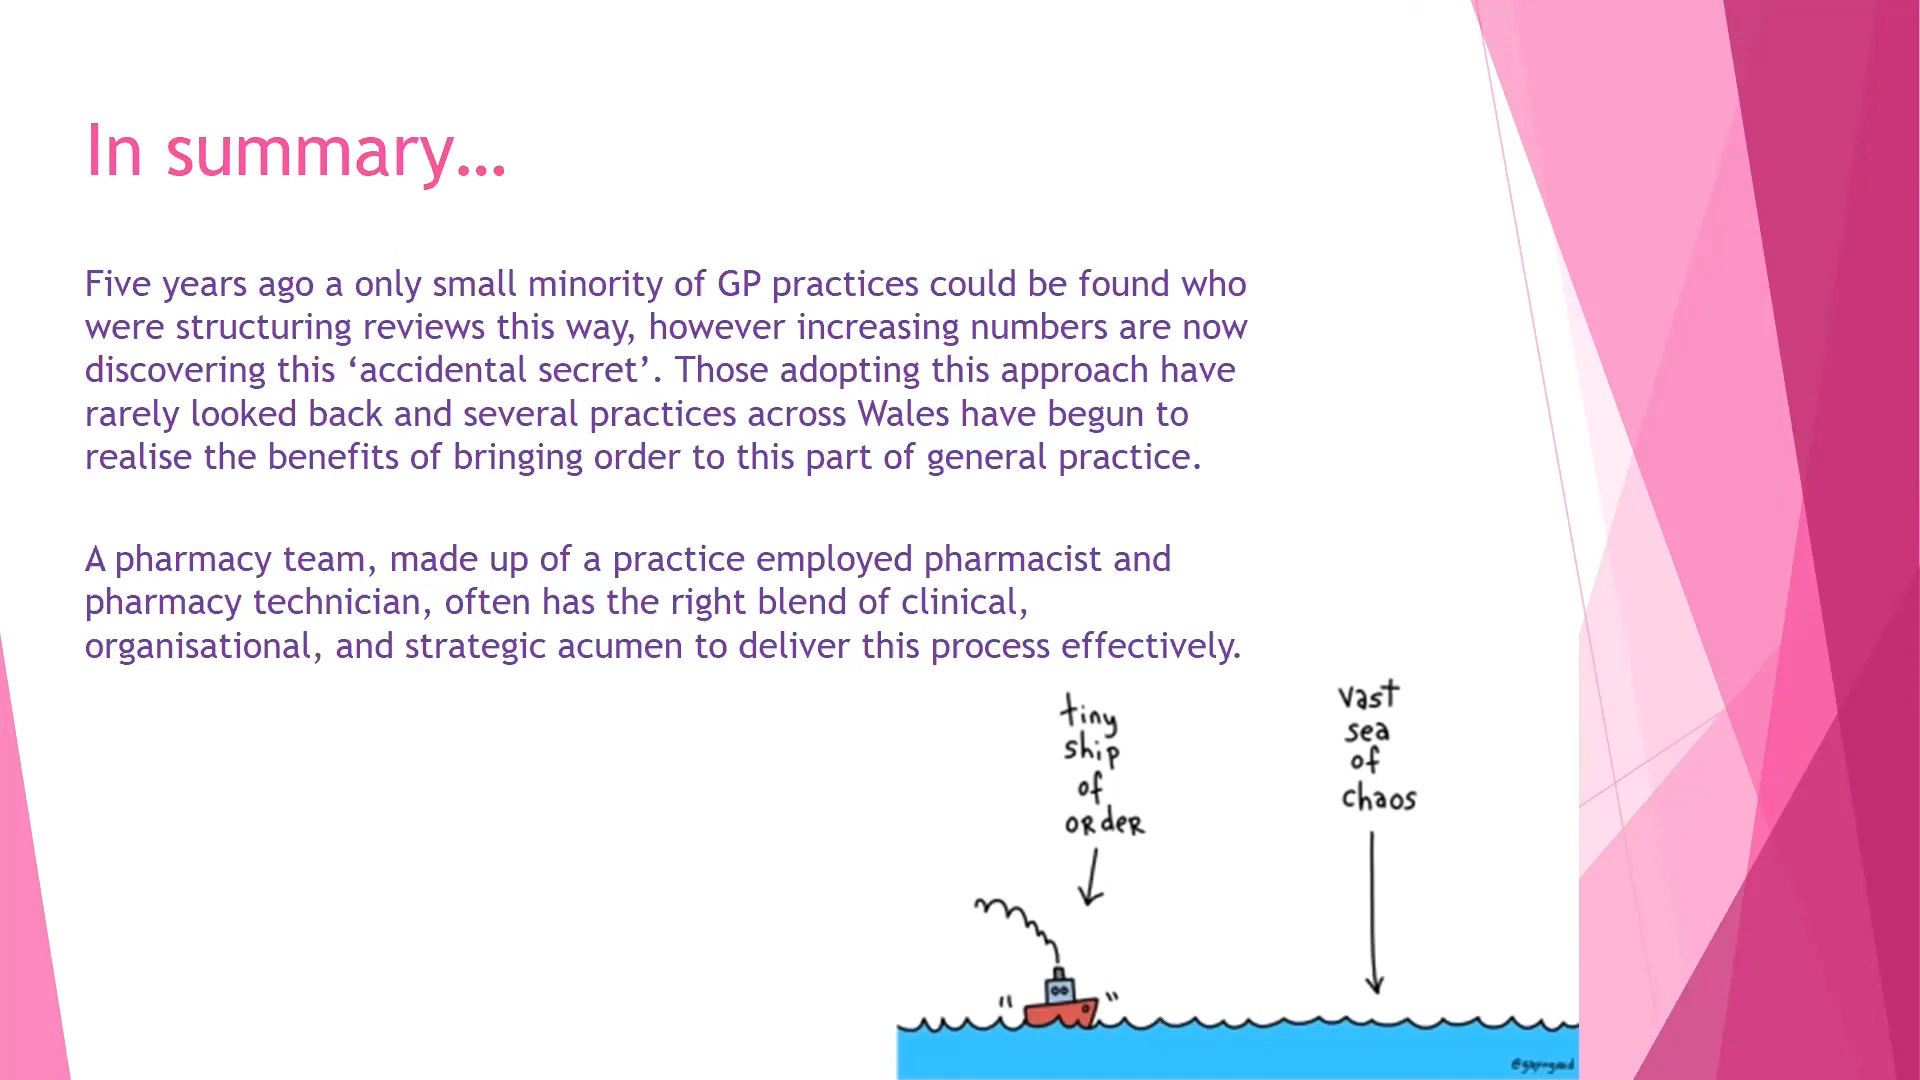 In summary…
Five years ago a only small minority of GP practices could be found who
were structuring reviews this way, however increasing numbers are now
discovering this ‘accidental secret’. Those adopting this approach have
rarely looked back and several practices across Wales have begun to
realise the benefits of bringing order to this part of general practice.
A pharmacy team, made up of a practice employed pharmacist and
pharmacy technician, often has the right blend of clinical,
organisational, and strategic acumen to deliver this process effectively.
tiny
ship
of
order
vast
sea
of
chaos